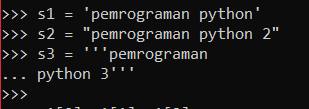 >>> s1 = 'pemrograman python'
>>> s2 = "pemrograman python 2"
>>> s3 = '''pemrograman
... python 3'''
>>>